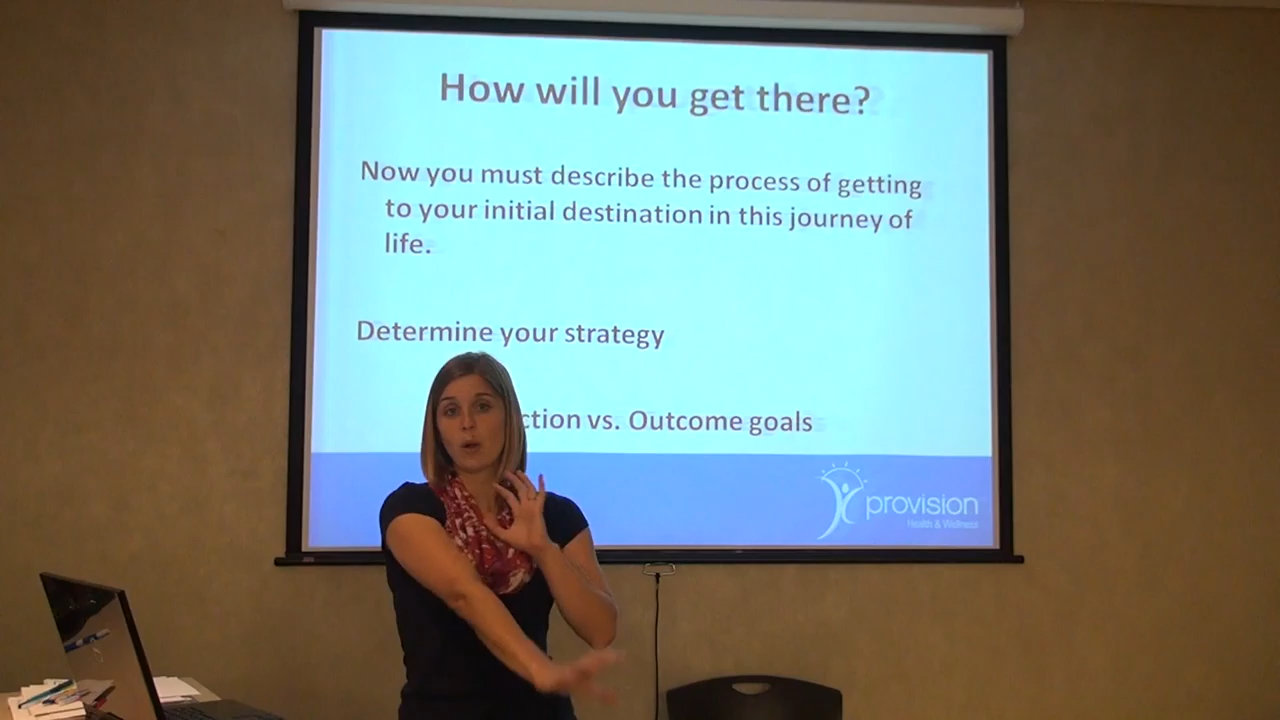 How will you get there?
Now you must describe the process of getting
to your initial destination in this journey of
life.
Determine your strategy
vs. Outcome goals
provision
Health & Wellness